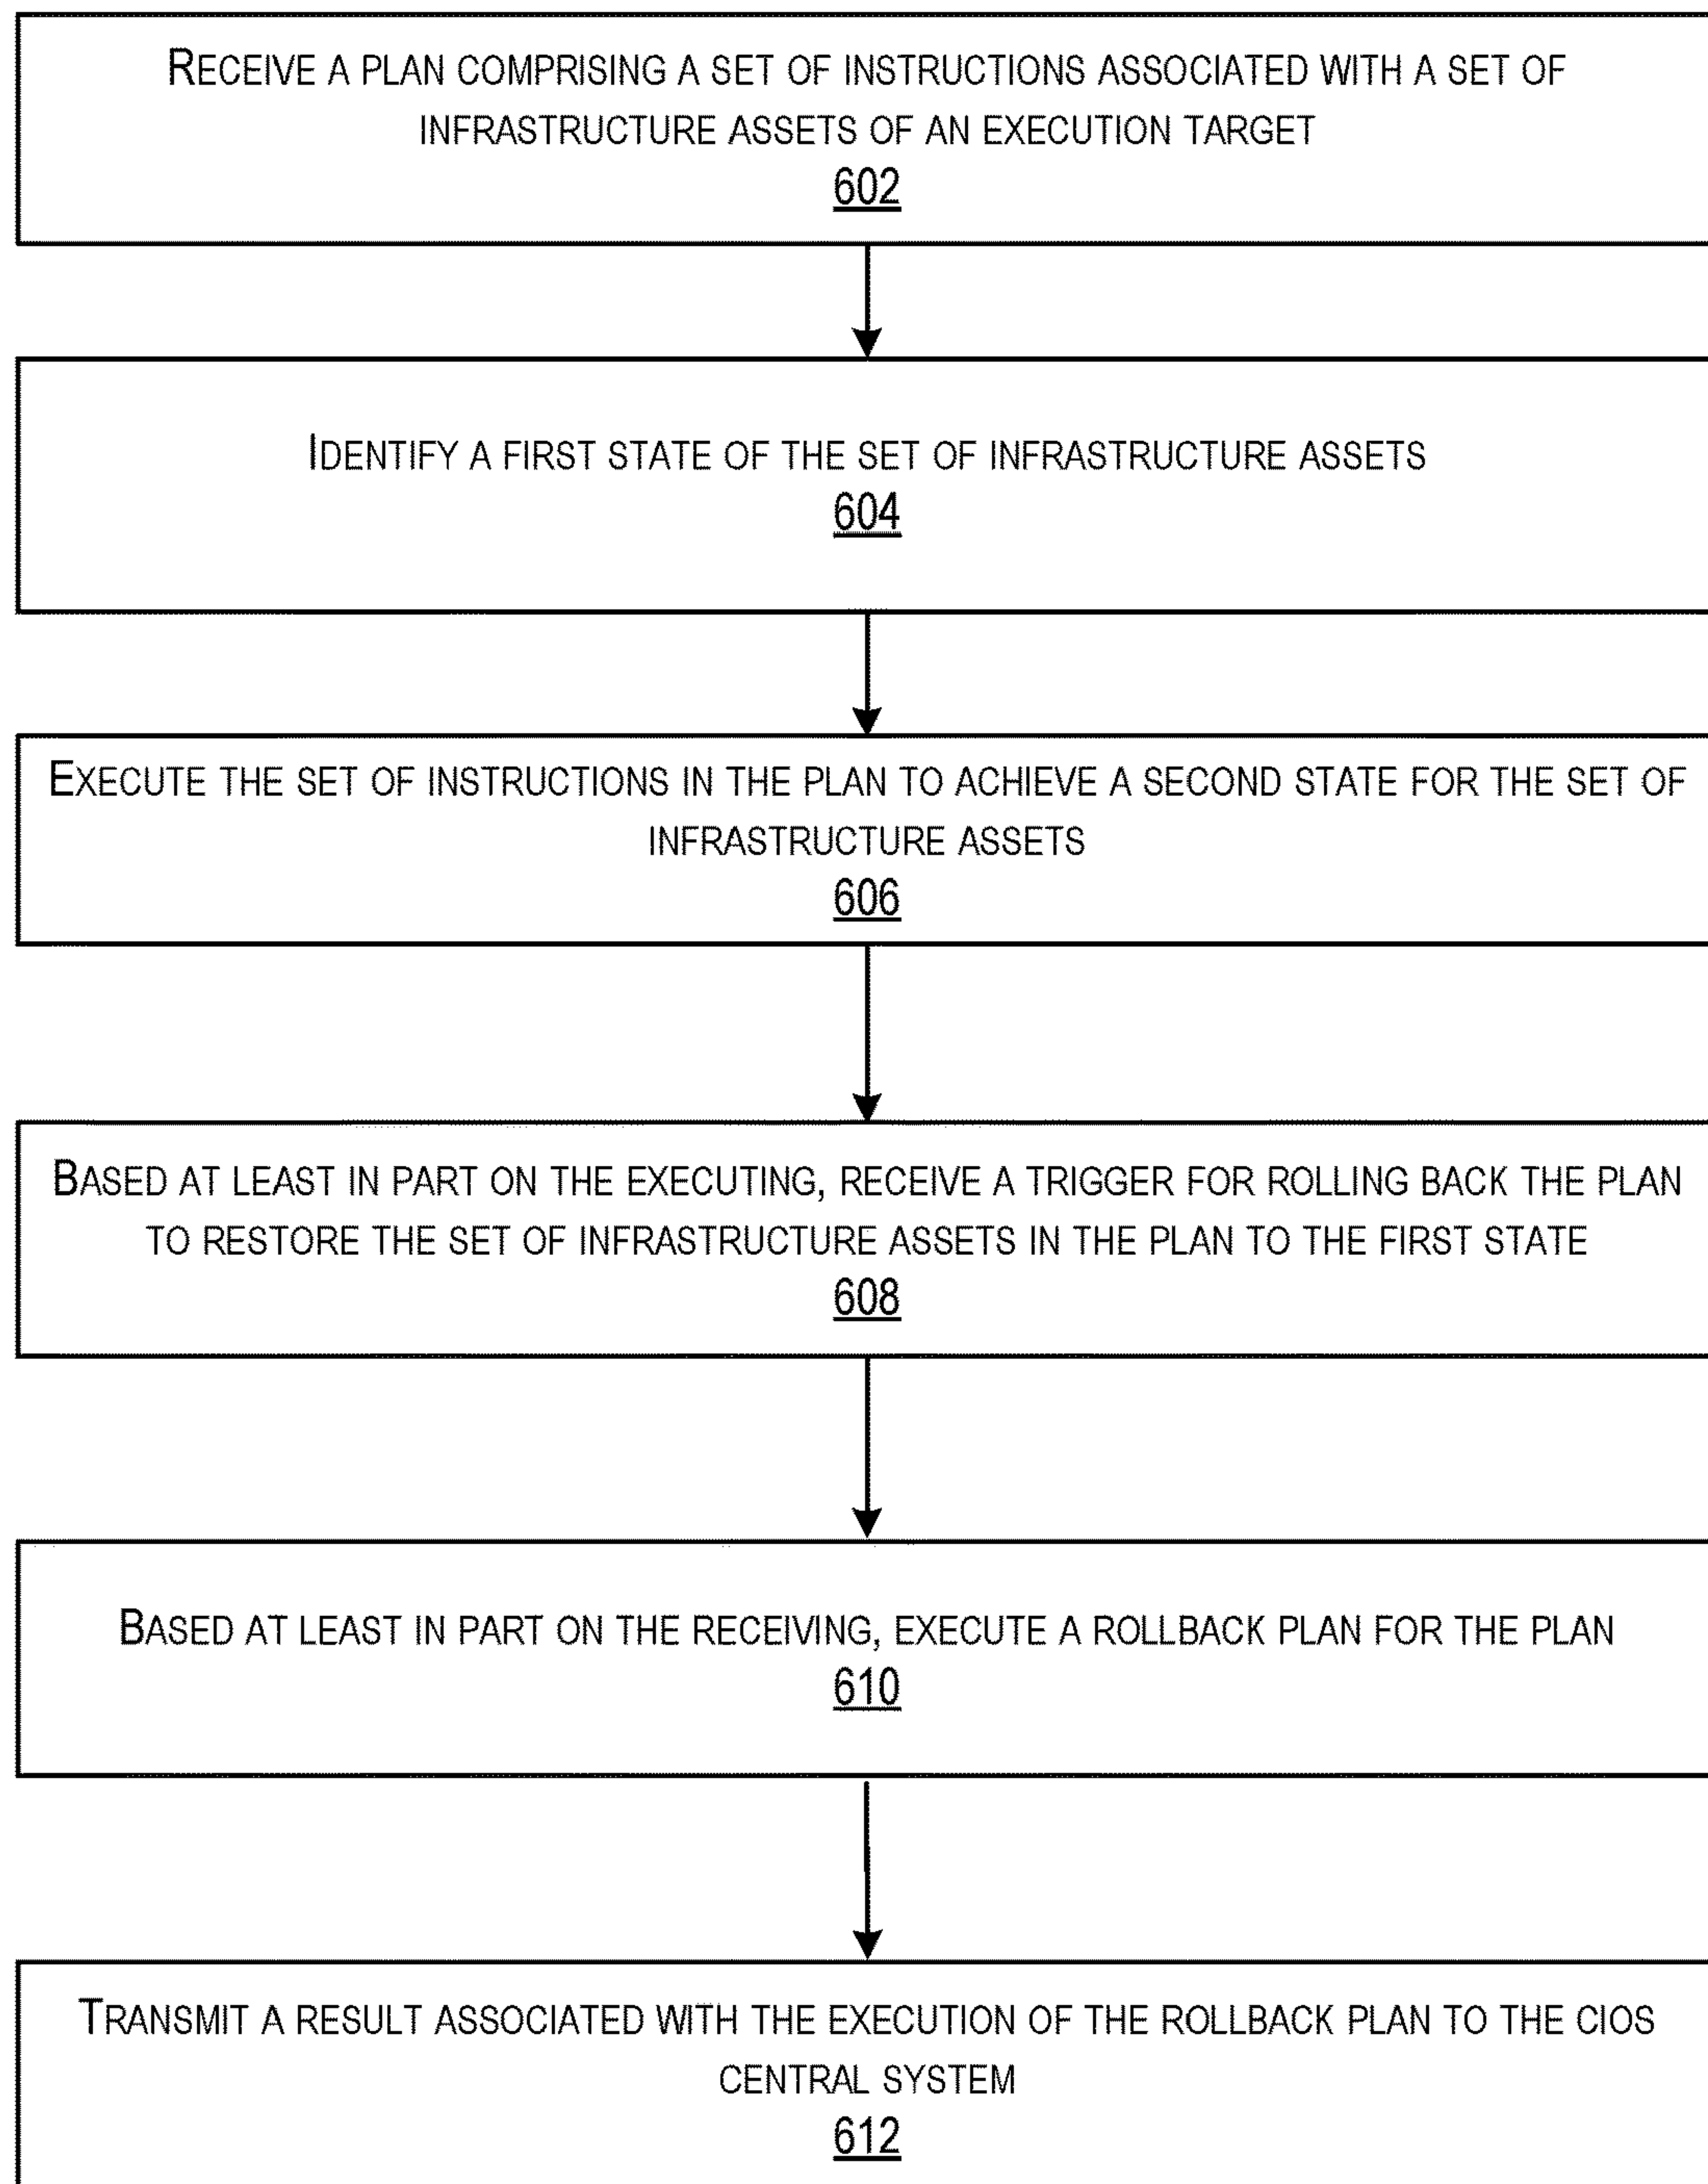 RECEIVE A PLAN COMPRISING A SET OF INSTRUCTIONS ASSOCIATED WITH A SET OF
INFRASTRUCTURE ASSETS OF AN EXECUTION TARGET
602
IDENTIFY A FIRST STATE OF THE SET OF INFRASTRUCTURE ASSETS
604
EXECUTE THE SET OF INSTRUCTIONS IN THE PLAN TO ACHIEVE A SECOND STATE FOR THE SET OF
INFRASTRUCTURE ASSETS
606
BASED AT LEAST IN PART ON THE EXECUTING, RECEIVE A TRIGGER FOR ROLLING BACK THE PLAN
TO RESTORE THE SET OF INFRASTRUCTURE ASSETS IN THE PLAN TO THE FIRST STATE
608
BASED AT LEAST IN PART ON THE RECEIVING, EXECUTE A ROLLBACK PLAN FOR THE PLAN
610
TRANSMIT A RESULT ASSOCIATED WITH THE EXECUTION OF THE ROLLBACK PLAN TO THE CIOS
CENTRAL SYSTEM
612